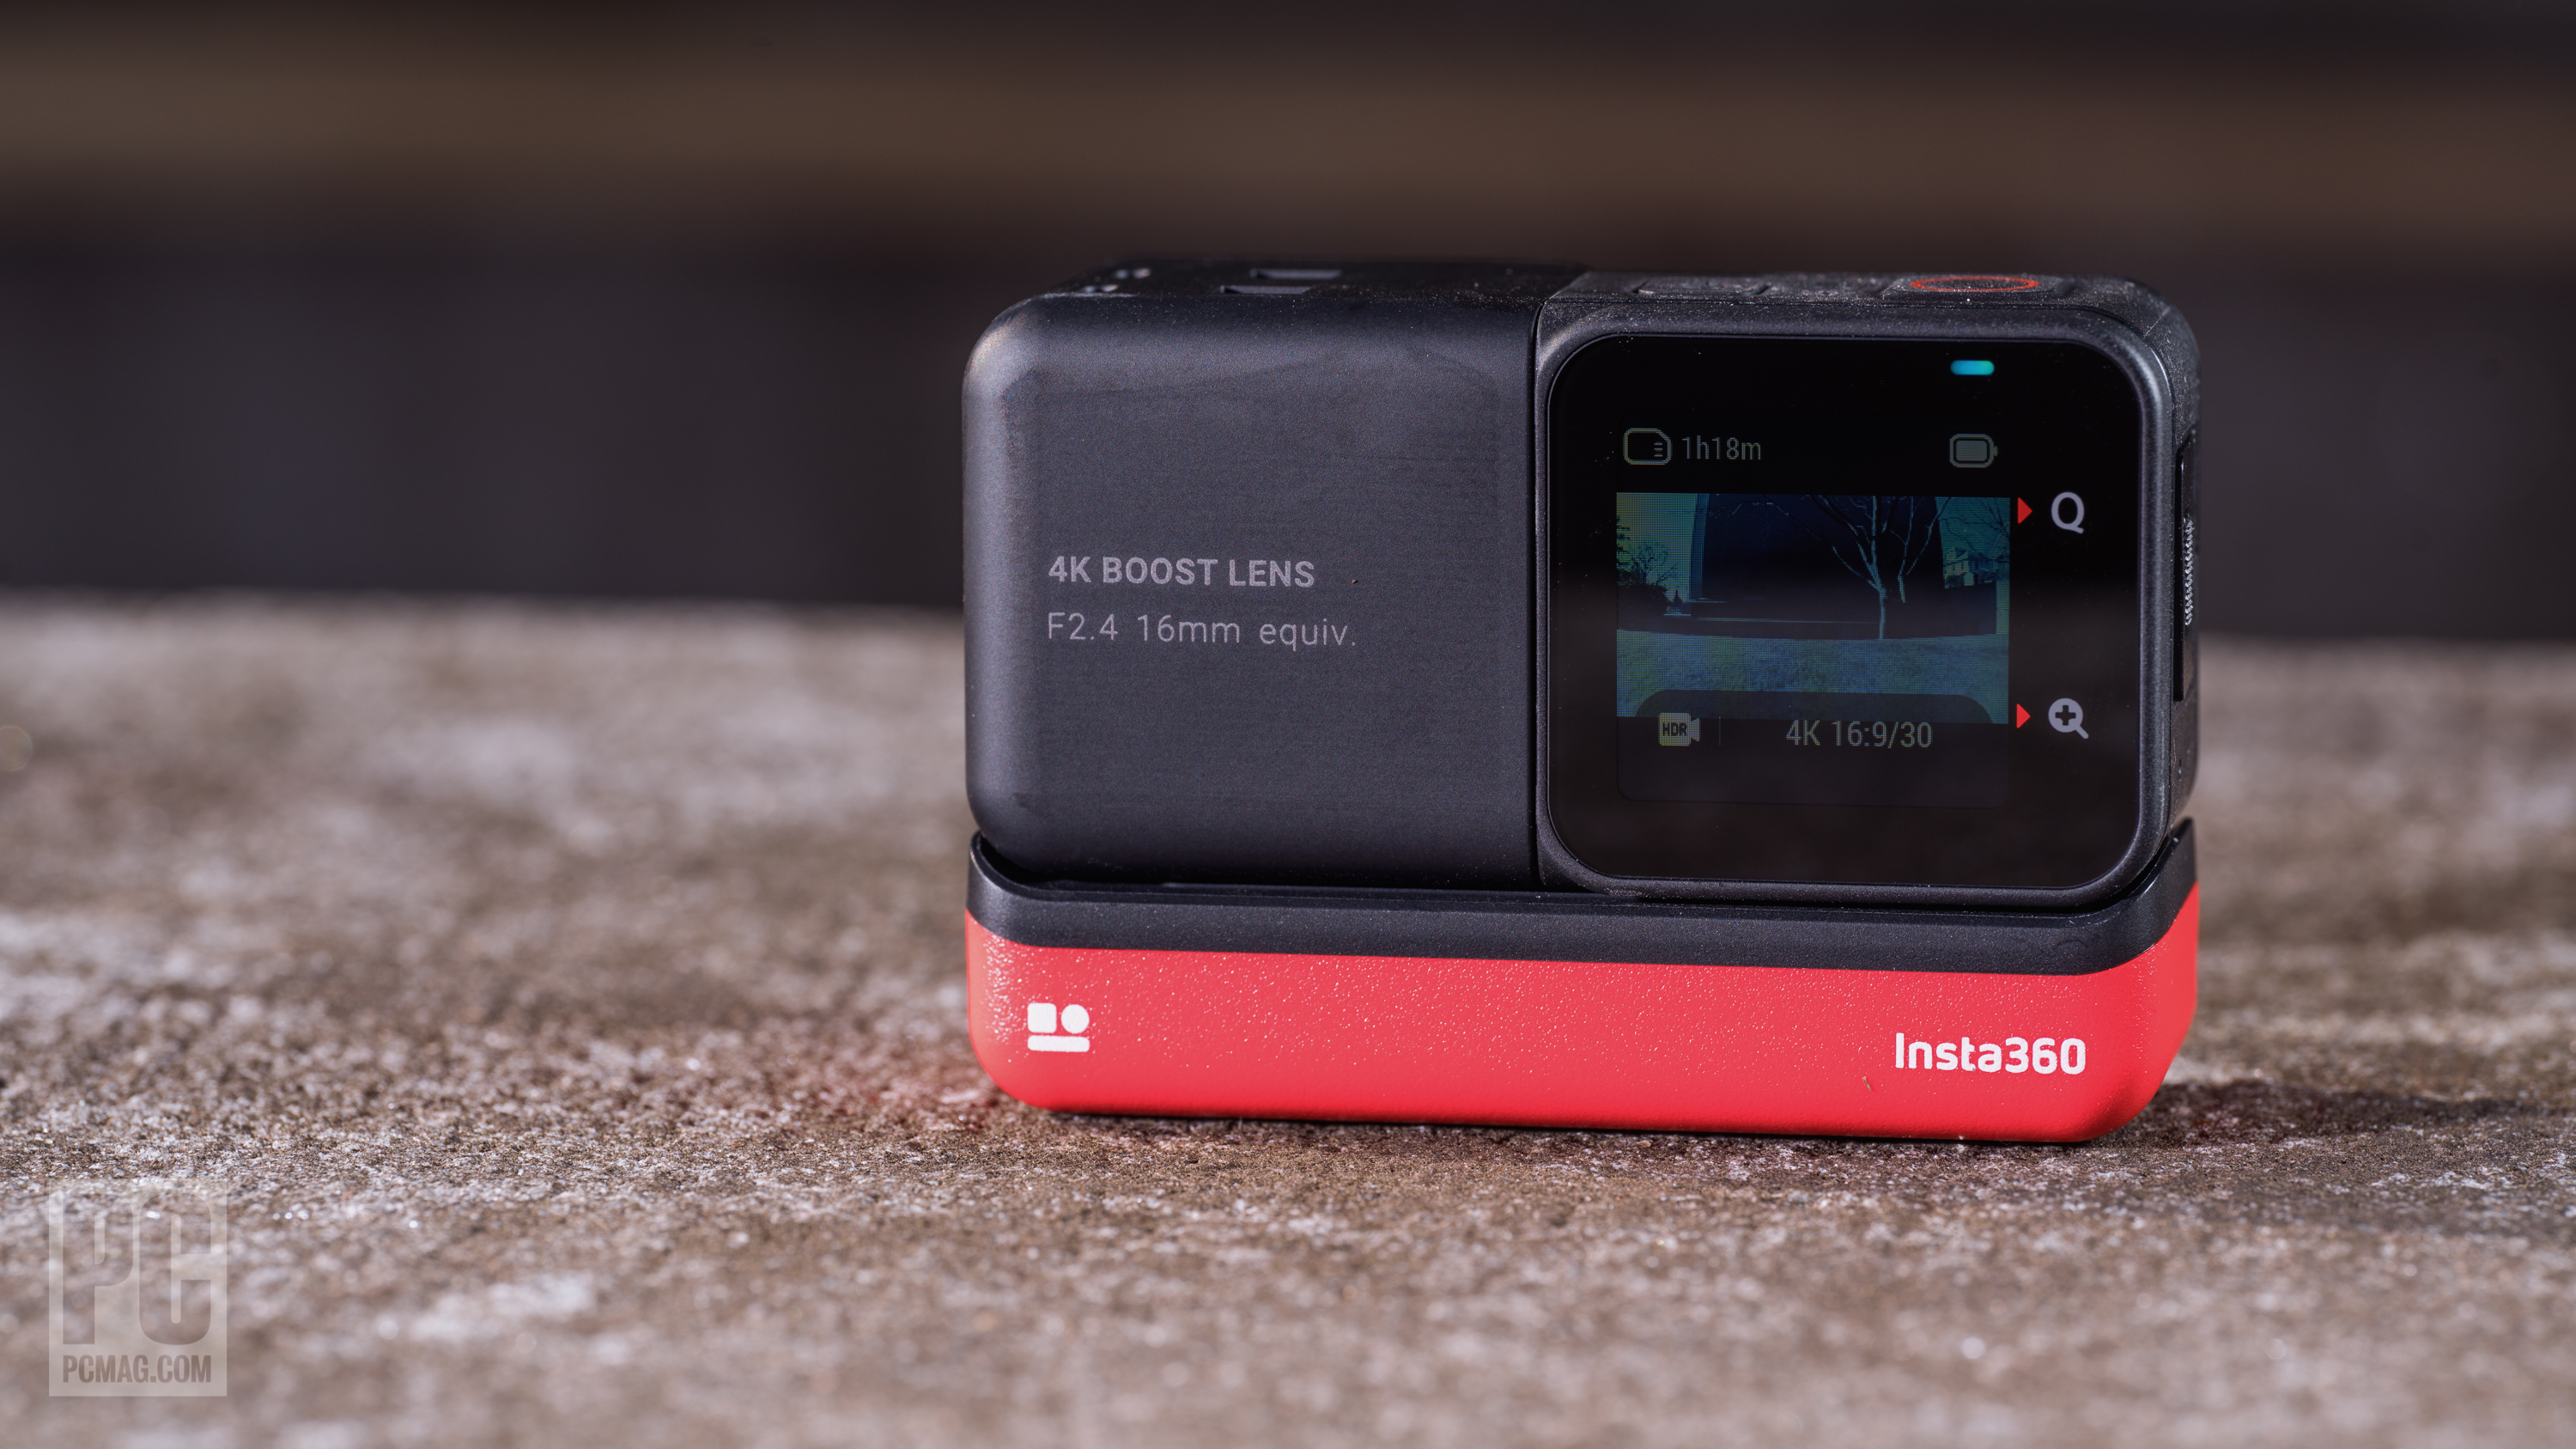 1h18m
Q
4K BOOST LENS
F2.4 16mm equiv.
HDR
4K 16:9/30
Insta360
PC
PCMAG.COM